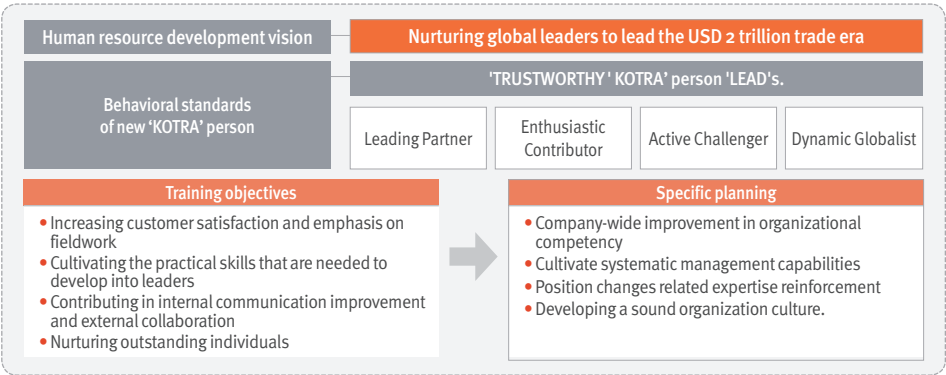 Human resource development vision
Nurturing global leaders to lead the USD 2 trillion trade era
Behavioral standards
of new ‘KOTRA’ person
'TRUSTWORTHY ' KOTRA’ person 'LEAD's.
Leading Partner
Enthusiastic
Contributor
Active Challenger
Dynamic Globalist
Training objectives
• Increasing customer satisfaction and emphasis on
fieldwork
• Cultivating the practical skills that are needed to
develop into leaders
• Contributing in internal communication improvement
and external collaboration
• Nurturing outstanding individuals
Specific planning
• Company-wide improvement in organizational
competency
• Cultivate systematic management capabilities
• Position changes related expertise reinforcement
• Developing a sound organization culture.